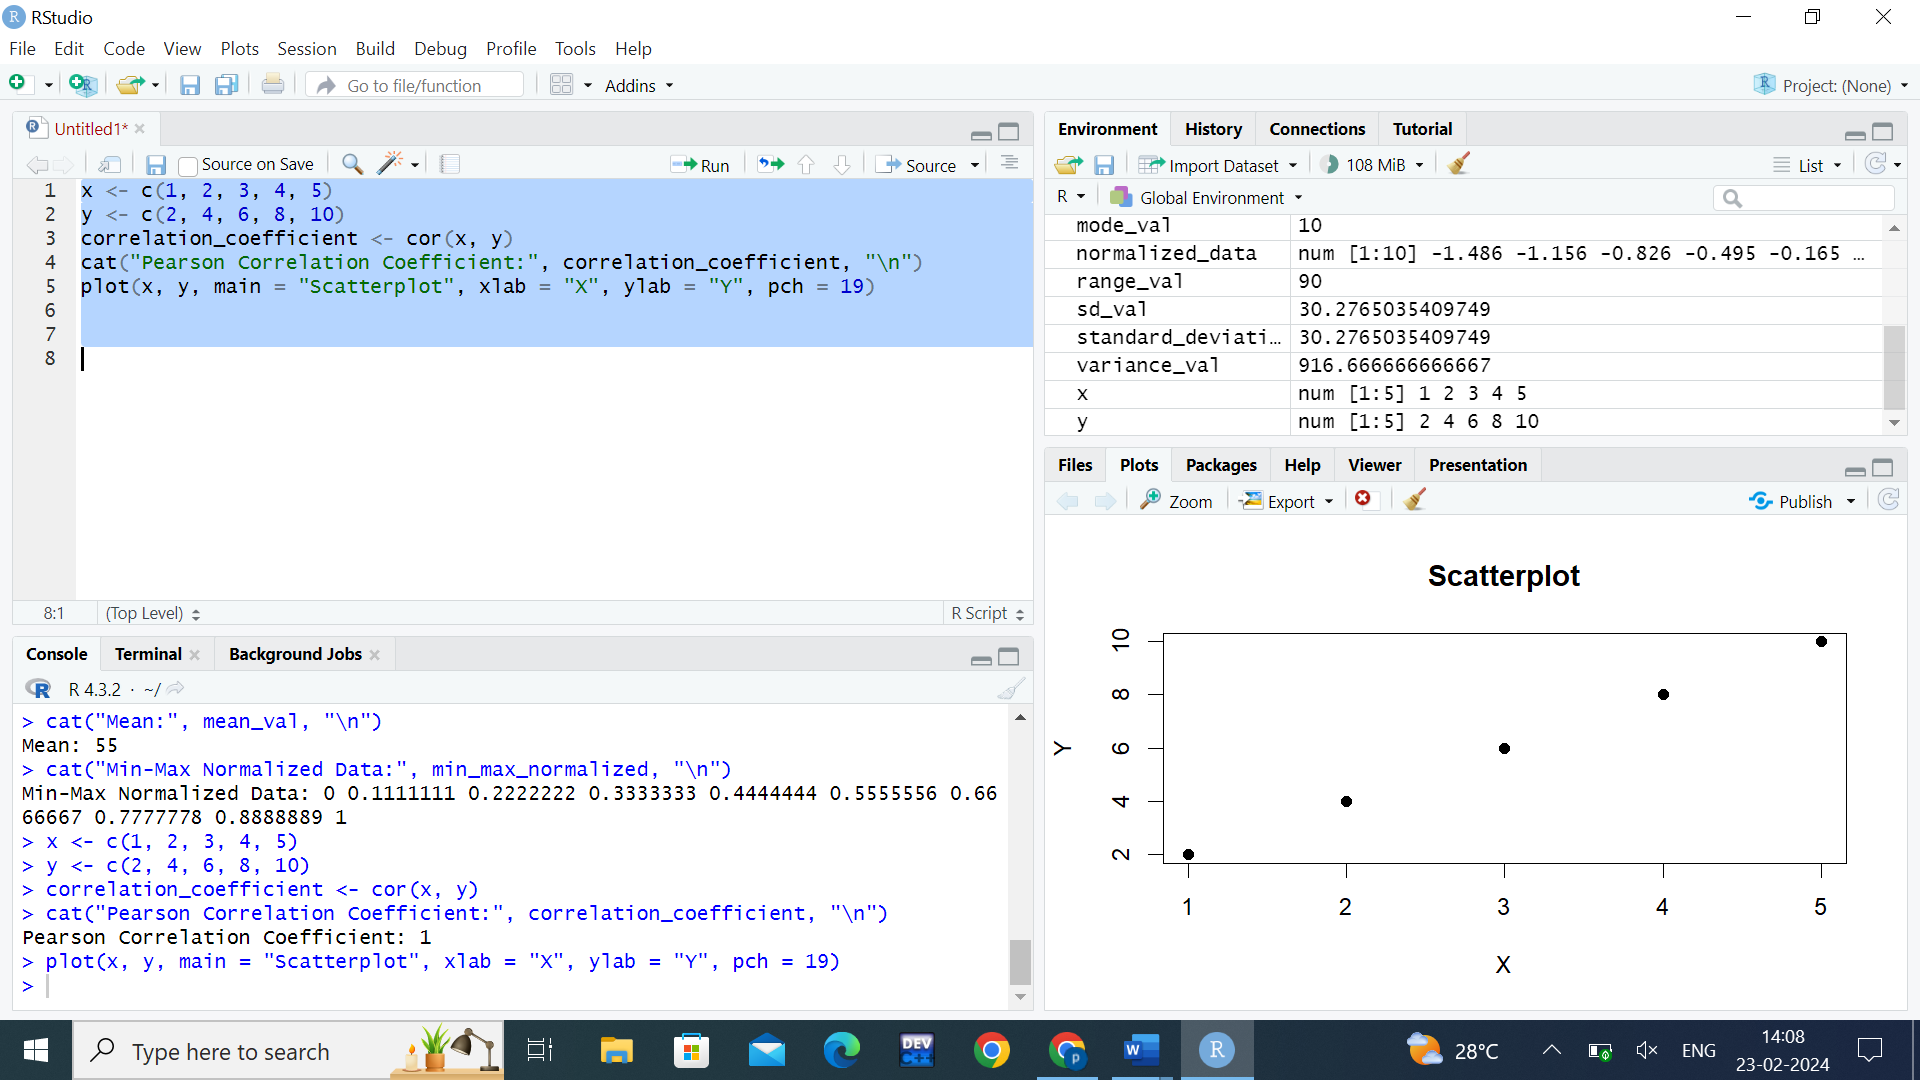 RStudio
File Edit Code View Plots Session Build Debug Profile Tools Help
Go to file/function Addins Project: (None)
Untitled1*
Source on Save Run Source
1 x <- c(1, 2, 3, 4, 5)
2 y <- c(2, 4, 6, 8, 10)
3 correlation_coefficient <- cor(x, y)
4 cat("Pearson Correlation Coefficient:", correlation_coefficient, "\n")
5 plot(x, y, main = "Scatterplot", xlab = "X", ylab = "Y", pch = 19)
6
7
8
8:1 (Top Level) R Script
Console Terminal Background Jobs
R 4.3.2 · ~/
> cat("Mean:", mean_val, "\n")
Mean: 55
> cat("Min-Max Normalized Data:", min_max_normalized, "\n")
Min-Max Normalized Data: 0 0.1111111 0.2222222 0.3333333 0.4444444 0.5555556 0.66
66667 0.7777778 0.8888889 1
> x <- c(1, 2, 3, 4, 5)
> y <- c(2, 4, 6, 8, 10)
> correlation_coefficient <- cor(x, y)
> cat("Pearson Correlation Coefficient:", correlation_coefficient, "\n")
Pearson Correlation Coefficient: 1
> plot(x, y, main = "Scatterplot", xlab = "X", ylab = "Y", pch = 19)
>
Environment History Connections Tutorial
Import Dataset 108 MiB List
R Global Environment
mode_val 10
normalized_data num [1:10] -1.486 -1.156 -0.826 -0.495 -0.165 …
range_val 90
sd_val 30.2765035409749
standard_deviati… 30.2765035409749
variance_val 916.666666666667
x num [1:5] 1 2 3 4 5
y num [1:5] 2 4 6 8 10
Files Plots Packages Help Viewer Presentation
Zoom Export Publish
Scatterplot
10
8
6
4
2
Y
1 2 3 4 5
X
Type here to search DEV C++ 28°C ENG 14:08
23-02-2024